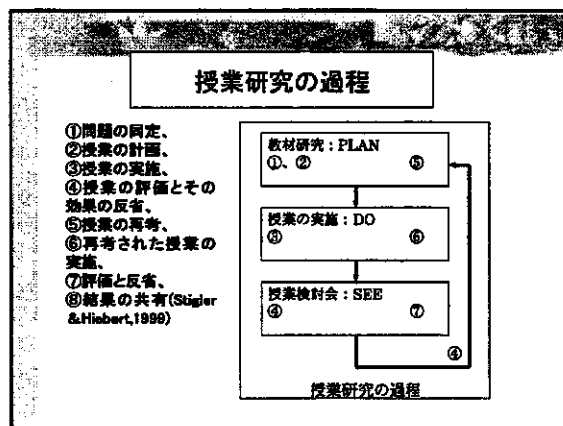 授業研究の過程
①問題の同定、
②授業の計画、
③授業の実施、
④授業の評価とその
効果の反省、
⑤授業の再考、
⑥再考された授業の
実施、
⑦評価と反省、
⑧結果の共有(Stigler
&Hiebert,1999)
教材研究：PLAN
①、② ⑤
授業の実施：DO
③ ⑥
授業検討会：SEE
④ ⑦
④
授業研究の過程